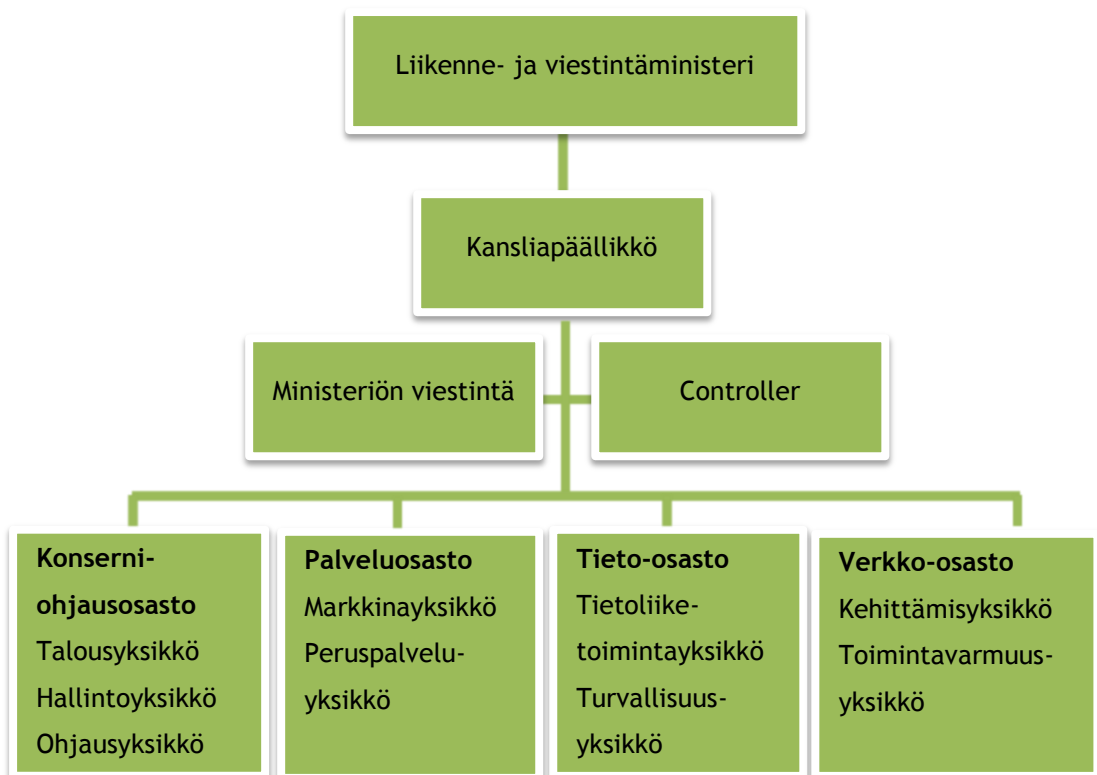 Liikenne- ja viestintäministeri
Kansliapäällikkö
Ministeriön viestintä
Controller
Konserni-
ohjausosasto
Talousyksikkö
Hallintoyksikkö
Ohjausyksikkö
Palveluosasto
Markkinayksikkö
Peruspalvelu-
yksikkö
Tieto-osasto
Tietoliike-
toimintayksikkö
Turvallisuus-
yksikkö
Verkko-osasto
Kehittämisyksikkö
Toimintavarmuus-
yksikkö